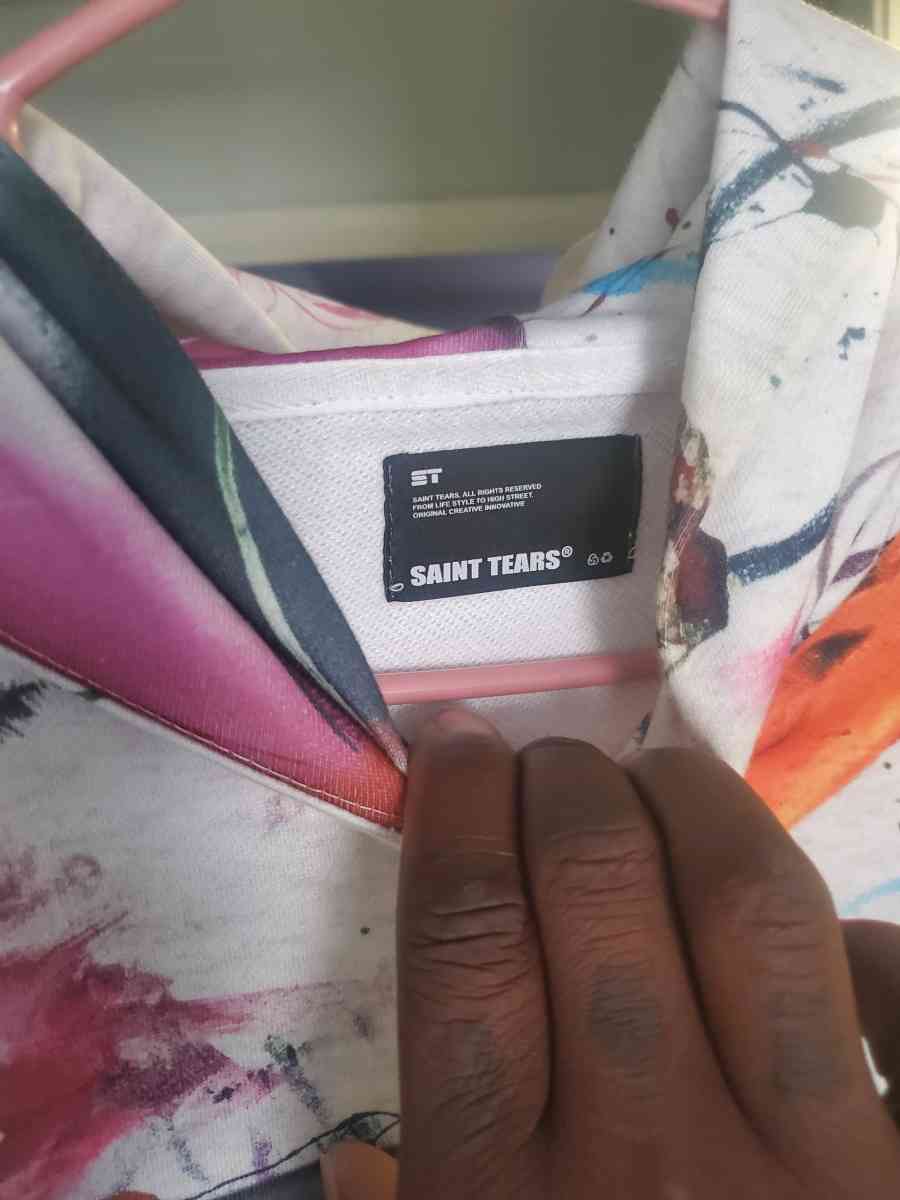 ST
SAINT TEARS. ALL RIGHTS RESERVED
FROM LIFE STYLE TO HIGH STREET.
ORIGINAL CREATIVE INNOVATIVE
SAINT TEARS®